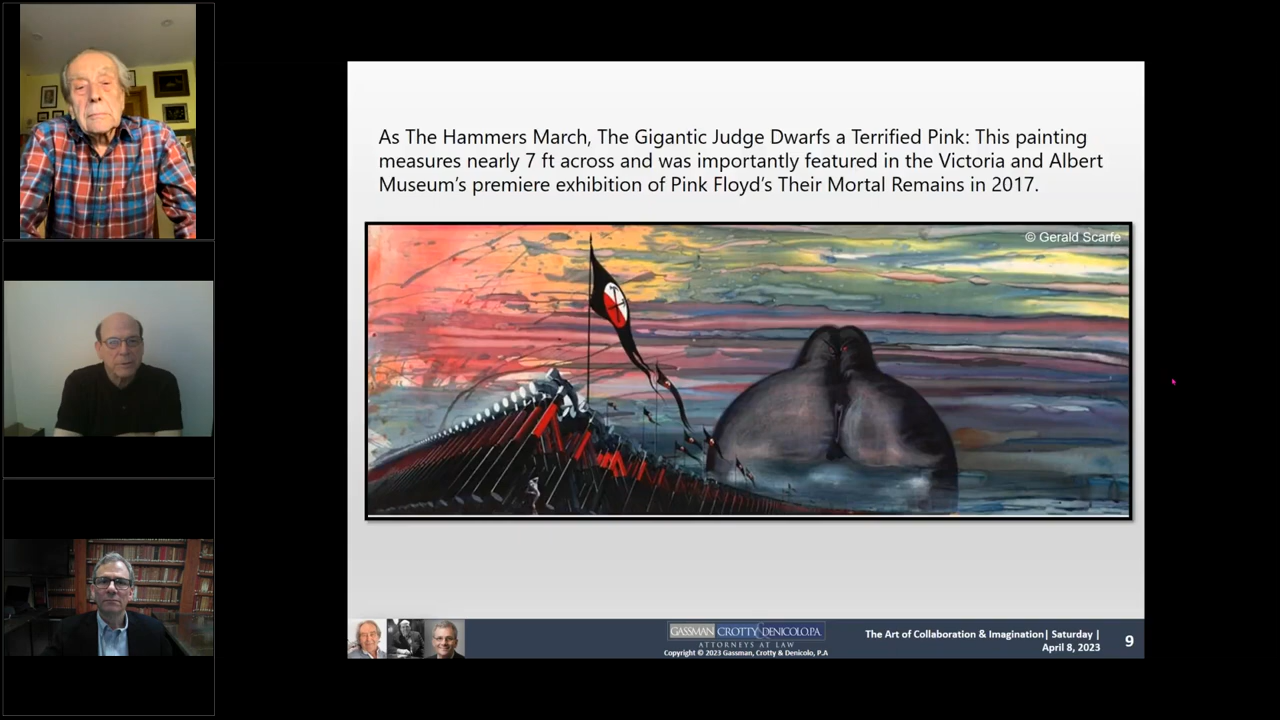 As The Hammers March, The Gigantic Judge Dwarfs a Terrified Pink: This painting
measures nearly 7 ft across and was importantly featured in the Victoria and Albert
Museum’s premiere exhibition of Pink Floyd’s Their Mortal Remains in 2017.
© Gerald Scarfe
GASSMAN CROTTY DENICOLO, P.A.
ATTORNEYS AT LAW
Copyright © 2023 Gassman, Crotty & Denicolo, P.A
The Art of Collaboration & Imagination| Saturday |
April 8, 2023
9